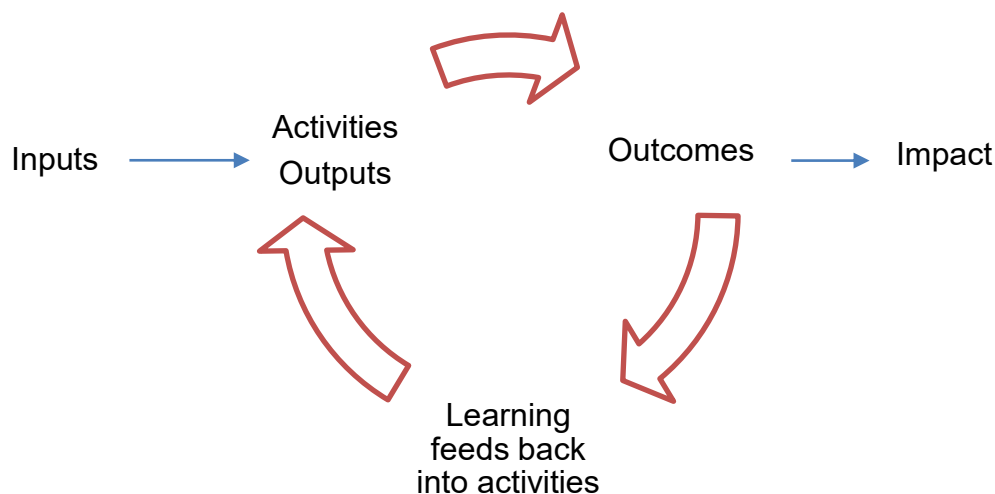 Inputs
Activities
Outputs
Outcomes
Impact
Learning
feeds back
into activities